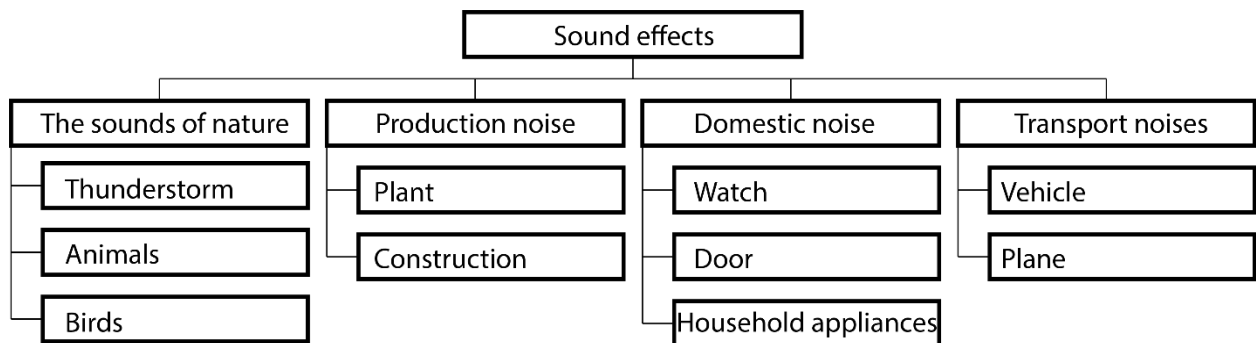 Sound effects
The sounds of nature
Thunderstorm
Animals
Birds
Production noise
Plant
Construction
Domestic noise
Watch
Door
Household appliances
Transport noises
Vehicle
Plane